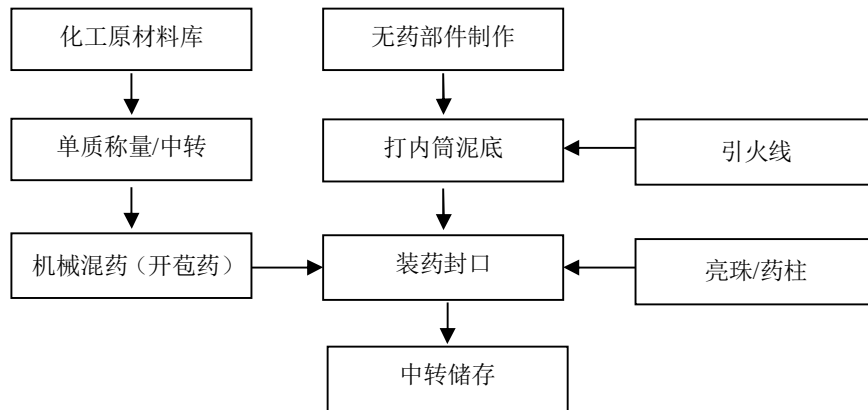 化工原材料库
无药部件制作
单质称量/中转
打内筒泥底
引火线
机械混药（开苞药）
装药封口
亮珠/药柱
中转储存